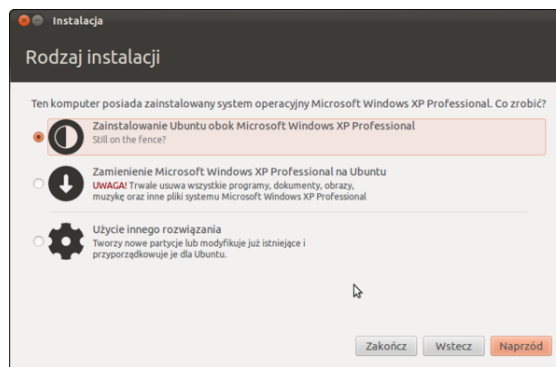 Instalacja
Rodzaj instalacji
Ten komputer posiada zainstalowany system operacyjny Microsoft Windows XP Professional. Co zrobić?
Zainstalowanie Ubuntu obok Microsoft Windows XP Professional
Still on the fence?
Zamienienie Microsoft Windows XP Professional na Ubuntu
UWAGA! Trwale usuwa wszystkie programy, dokumenty, obrazy,
muzykę oraz inne pliki systemu Microsoft Windows XP Professional
Użycie innego rozwiązania
Tworzy nowe partycje lub modyfikuje już istniejące i
przyporządkowuje je dla Ubuntu.
Zakończ
Wstecz
Naprzód